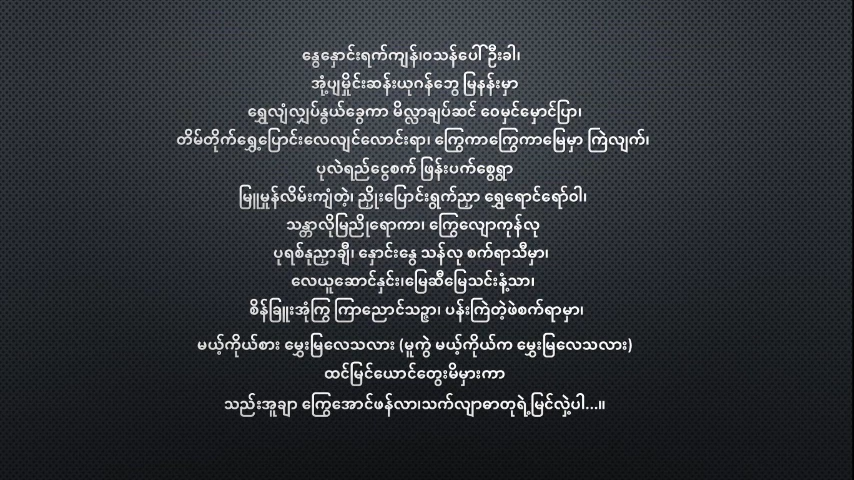 နွေနှောင်းရက်ကျန်၊ဝသန်ပေါ် ဦးခါ၊
အုံ့ပျမှိုင်းဆန်းယုဂန်ဘွေ မြနန်းမှာ
ရွှေလျံလျှပ်နွယ်ခွေကာ မိလ္လာချပ်ဆင် ဝေမှင်မှောင်ပြာ၊
တိမ်တိုက်ရွှေ့ပြောင်းလေလျင်လောင်းရာ၊ ကြွေကာကြွေကာမြေမှာ ကြဲလျက်၊
ပုလဲရည်ငွေစက် ဖြန်းပက်စွေရွှာ
မြူမှုန်လိမ်းကျံတဲ့၊ ညှိုးပြောင်းရွက်ညှာ ရွှေရောင်ရော်ဝါ၊
သန္တာလိုမြညိုရောကာ၊ ကြွေလျောကုန်လု
ပုရစ်နုညှာချီ၊ နှောင်းနွေ သန်လု စက်ရာသီမှာ၊
လေယူဆောင်နှင်း၊မြေဆီမြေသင်းနံ့သာ၊
စိန်ခြူးအုံကြွ ကြာညောင်သဥ္ဇာ၊ ပန်းကြဲတဲ့ဖဲစက်ရာမှာ၊
မယ့်ကိုယ်စား မွှေးမြလေသလား (မူကွဲ မယ့်ကိုယ်က မွှေးမြလေသလား)
ထင်မြင်ယောင်တွေးမိမှားကာ
သည်းအူချာ ကြွေအောင်ဖန်လာ၊သက်လျာဓာတုရဲ့မြင်လှဲ့ပါ...။